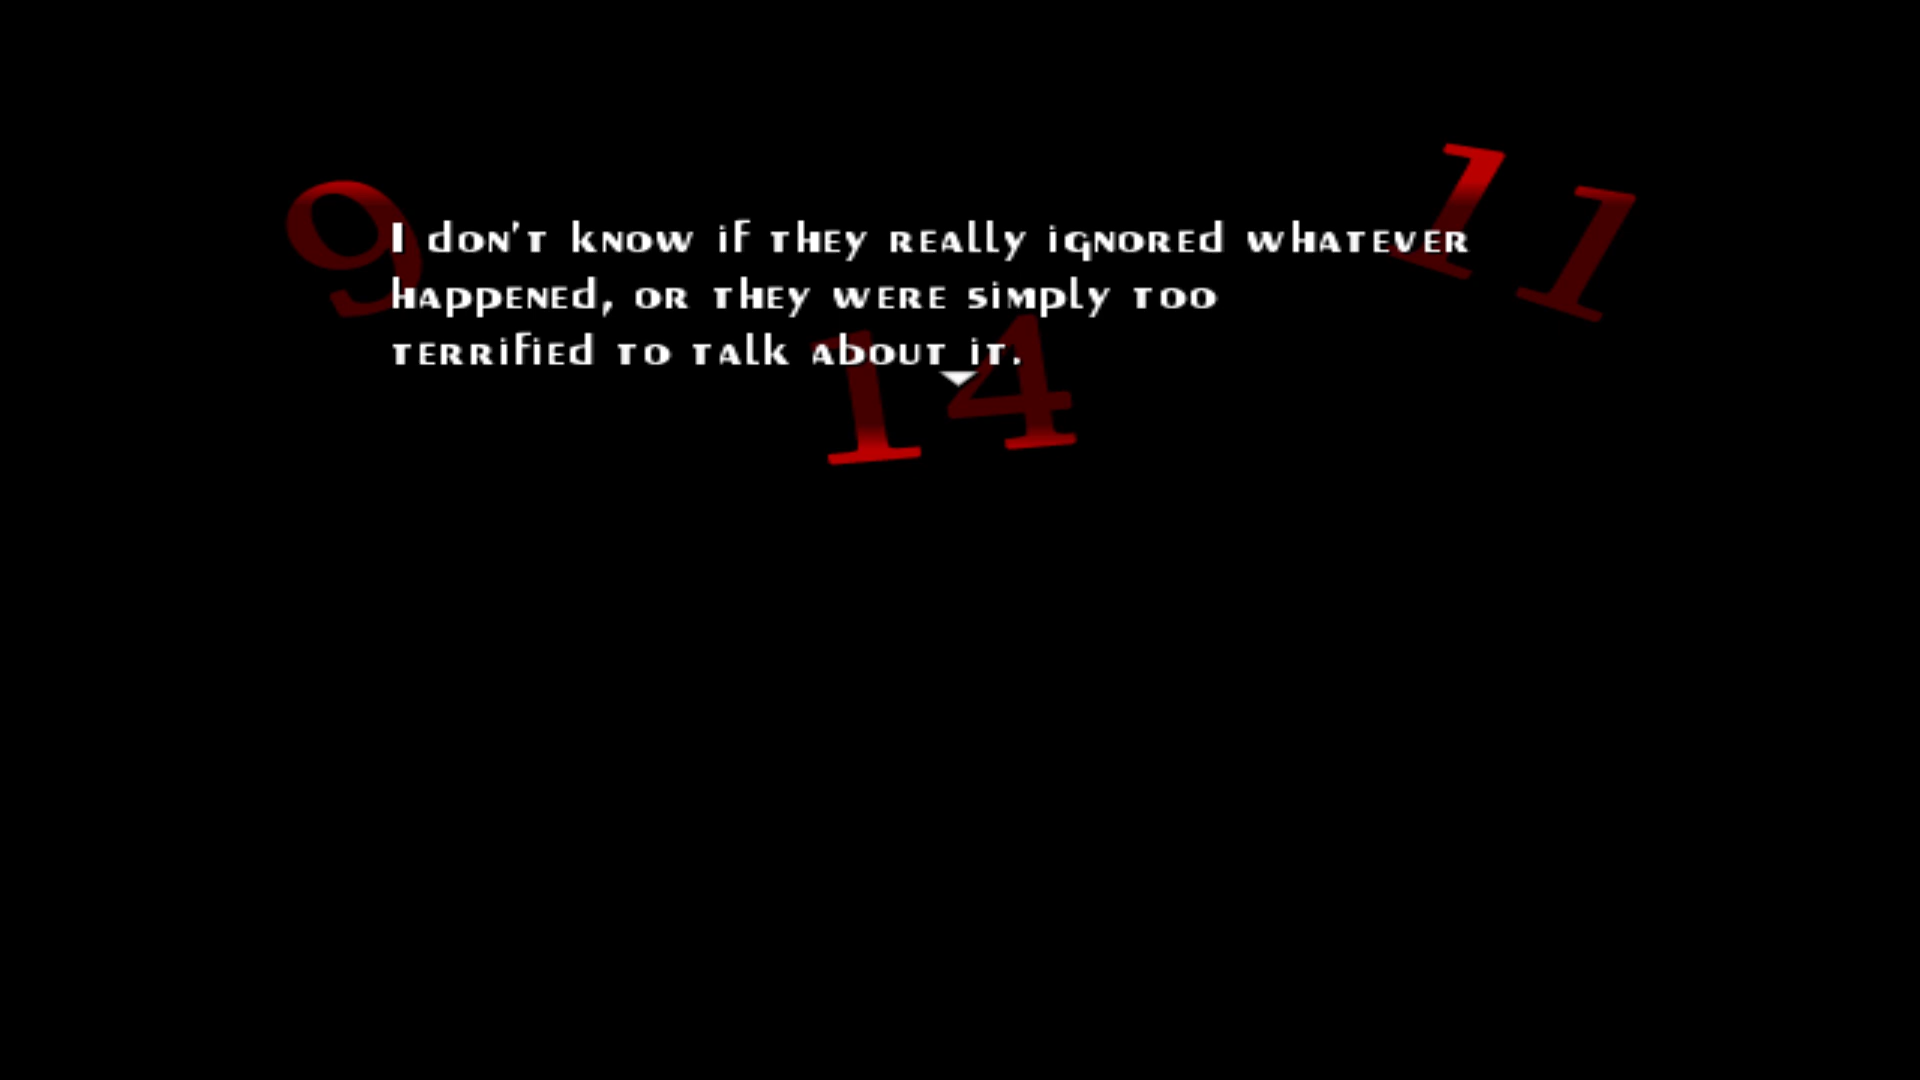 9
11
I don't know if they really ignored whatever
happened, or they were simply too
terrified to talk about it.
14